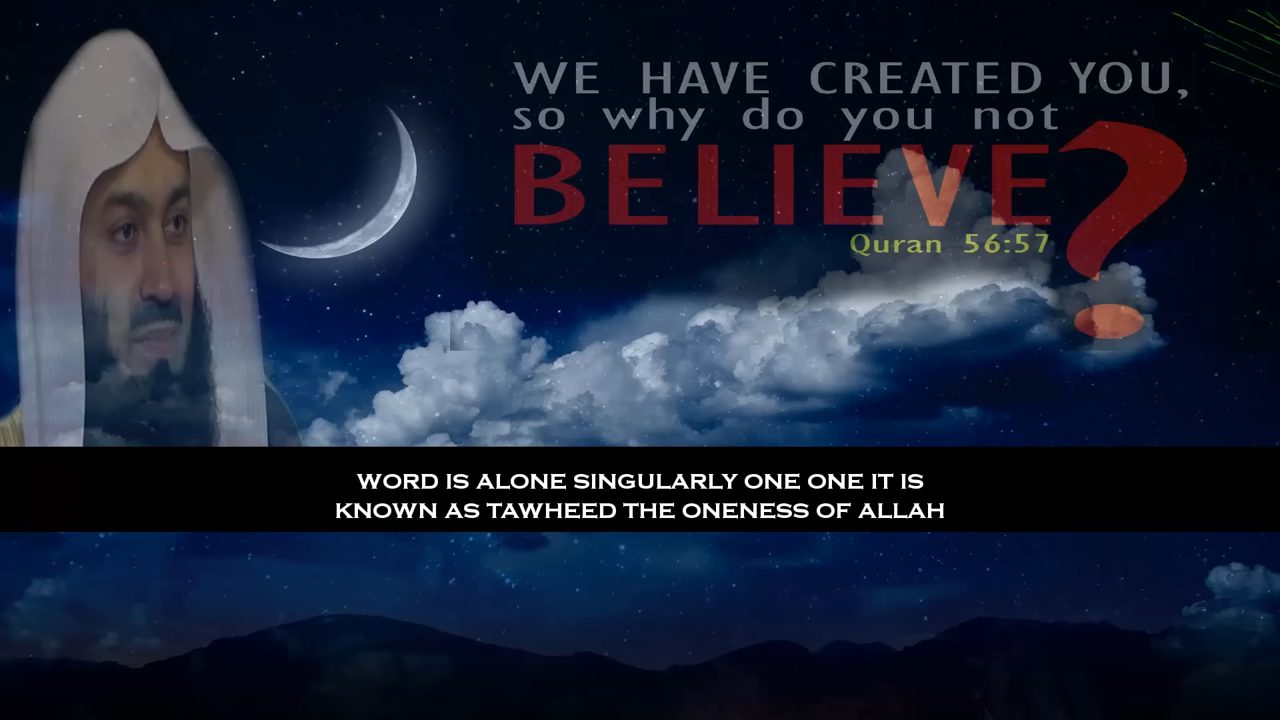 WE HAVE CREATED YOU,
so why do you not
BELIEVE?
Quran 56:57
WORD IS ALONE SINGULARLY ONE ONE IT IS
KNOWN AS TAWHEED THE ONENESS OF ALLAH